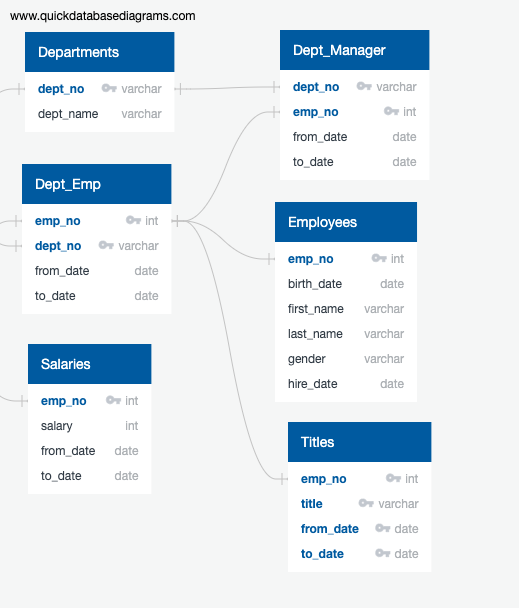 www.quickdatabasediagrams.com
Departments
dept_no varchar
dept_name varchar
Dept_Manager
dept_no varchar
emp_no int
from_date date
to_date date
Dept_Emp
emp_no int
dept_no varchar
from_date date
to_date date
Employees
emp_no int
birth_date date
first_name varchar
last_name varchar
gender varchar
hire_date date
Salaries
emp_no int
salary int
from_date date
to_date date
Titles
emp_no int
title varchar
from_date date
to_date date